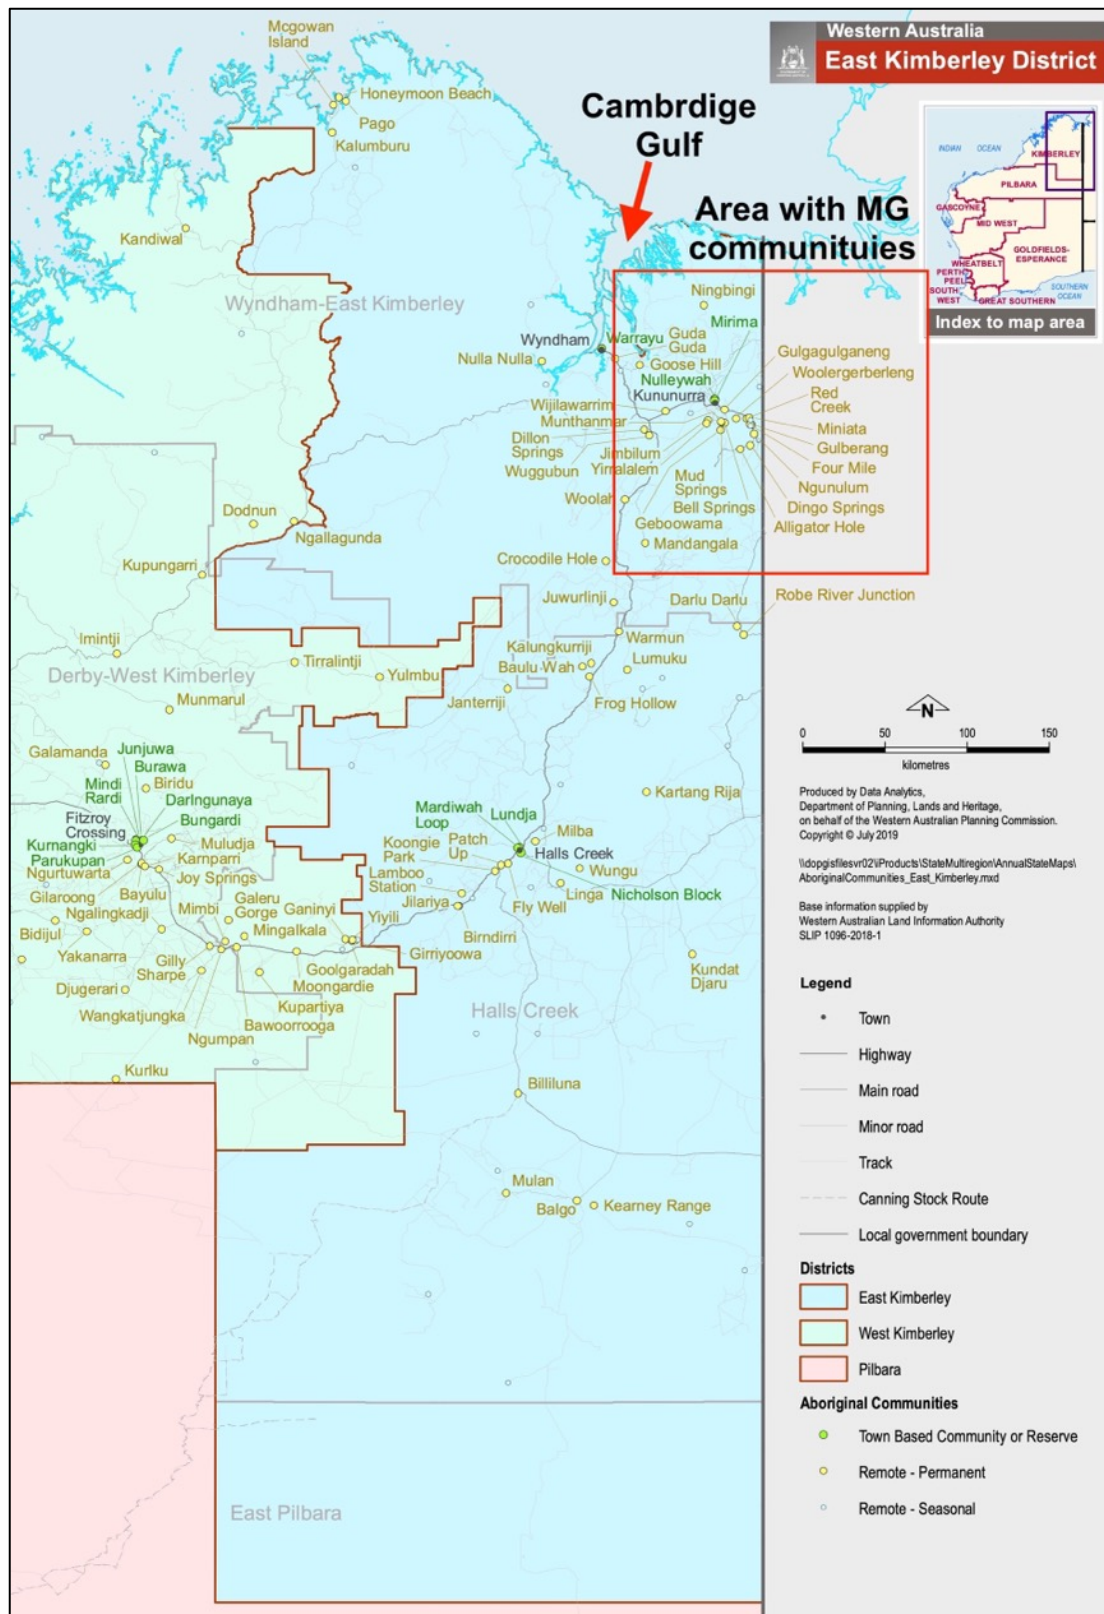 Western Australia
East Kimberley District
Mcgowan
Island
Honeymoon Beach
Pago
Kalumburu
Cambrdige
Gulf
Area with MG
communituies
INDIAN OCEAN
KIMBERLEY
PILBARA
GASCOYNE
MID WEST
GOLDFIELDS-
ESPERANCE
WHEATBELT
PERTH
PEEL
SOUTH
WEST
GREAT SOUTHERN
SOUTHERN
OCEAN
Index to map area
Kandiwal
Wyndham-East Kimberley
Ningbingi
Mirima
Wyndham
Warrayu
Guda
Guda
Nulla Nulla
Goose Hill
Nulleywah
Kununurra
Gulgagulganeng
Woolergerberleng
Red
Creek
Wijilawarrim
Munthanmar
Miniata
Dillon
Springs
Jimbilum
Gulberang
Wuggubun
Yirralalem
Four Mile
Mud
Springs
Ngunulum
Woolah
Bell Springs
Dingo Springs
Geboowama
Alligator Hole
Mandangala
Dodnun
Ngallagunda
Crocodile Hole
Kupungarri
Juwurlinji
Darlu Darlu
Robe River Junction
Imintji
Warmun
Kalungkurriji
Tirralintji
Baulu Wah
Lumuku
Derby-West Kimberley
Yulmbu
Munmarul
Janterriji
Frog Hollow
N
0 50 100 150
kilometres
Galamanda
Junjuwa
Burawa
Mindi
Rardi
Biridu
Darlngunaya
Fitzroy
Crossing
Bungardi
Kurnangki
Muludja
Parukupan
Karnparri
Ngurtuwarta
Joy Springs
Kartang Rija
Mardiwah
Loop
Lundja
Koongie
Park
Patch
Up
Milba
Halls Creek
Lamboo
Station
Wungu
Linga
Nicholson Block
Jilariya
Fly Well
Gilaroong
Bayulu
Galeru
Gorge
Ngalingkadji
Mimbi
Ganinyi
Yiyili
Birndirri
Bidijul
Mingalkala
Girriyoowa
Yakanarra
Gilly
Sharpe
Goolgaradah
Moongardie
Djugerari
Kupartiya
Wangkatjungka
Bawoorrooga
Ngumpan
Kundat
Djaru
Halls Creek
Kurlku
Billiluna
Mulan
Balgo
Kearney Range
East Pilbara
Produced by Data Analytics,
Department of Planning, Lands and Heritage,
on behalf of the Western Australian Planning Commission.
Copyright © July 2019
\\dopgisfilesvr02\iProducts\StateMultiregion\AnnualStateMaps\
AboriginalCommunities_East_Kimberley.mxd
Base information supplied by
Western Australian Land Information Authority
SLIP 1096-2018-1
Legend
Town
Highway
Main road
Minor road
Track
Canning Stock Route
Local government boundary
Districts
East Kimberley
West Kimberley
Pilbara
Aboriginal Communities
Town Based Community or Reserve
Remote - Permanent
Remote - Seasonal